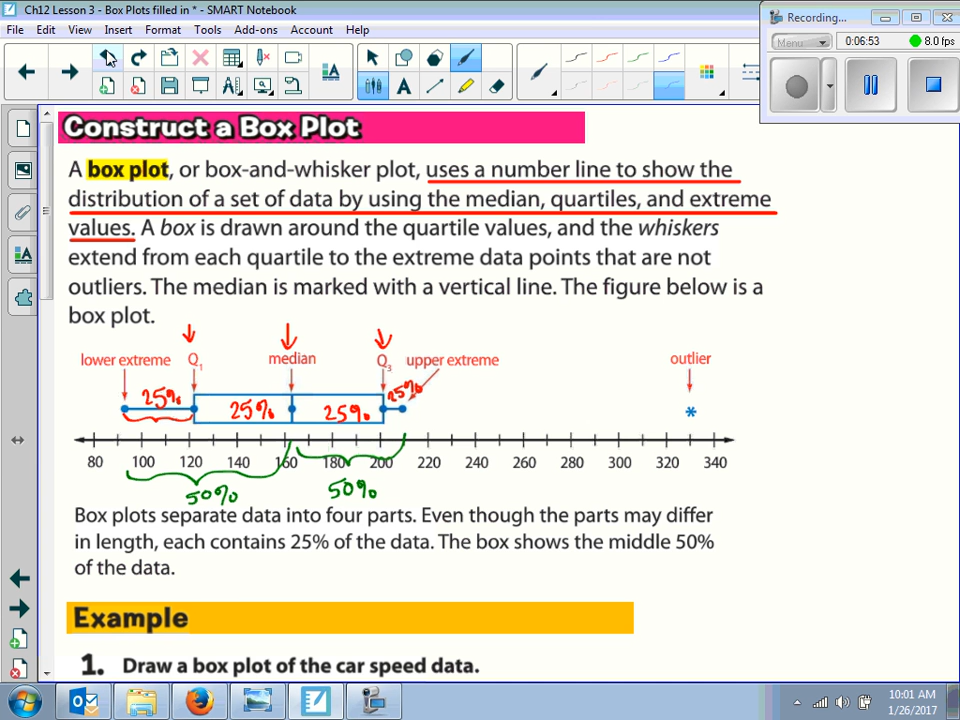 Ch12 Lesson 3 - Box Plots filled in * - SMART Notebook
File Edit View Insert Format Tools Add-ons Account Help
Recording...
Menu 0:06:53 8.0 fps
Construct a Box Plot
A box plot, or box-and-whisker plot, uses a number line to show the
distribution of a set of data by using the median, quartiles, and extreme
values. A box is drawn around the quartile values, and the whiskers
extend from each quartile to the extreme data points that are not
outliers. The median is marked with a vertical line. The figure below is a
box plot.
lower extreme Q1 median Q3 upper extreme outlier
25% 25% 25% 25%
*
80 100 120 140 160 180 200 220 240 260 280 300 320 340
50% 50%
Box plots separate data into four parts. Even though the parts may differ
in length, each contains 25% of the data. The box shows the middle 50%
of the data.
Example
1. Draw a box plot of the car speed data.
10:01 AM
1/26/2017